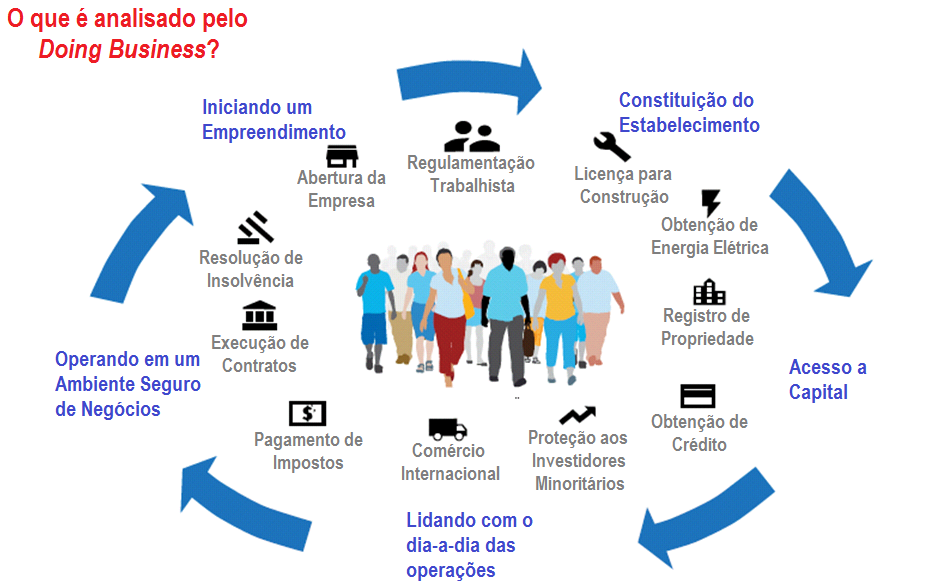 O que é analisado pelo
Doing Business?
Iniciando um
Empreendimento
Constituição do
Estabelecimento
Abertura da
Empresa
Regulamentação
Trabalhista
Licença para
Construção
Obtenção de
Energia Elétrica
Resolução de
Insolvência
Registro de
Propriedade
Execução de
Contratos
Operando em um
Ambiente Seguro
de Negócios
Acesso a
Capital
Obtenção de
Crédito
$
Pagamento de
Impostos
Comércio
Internacional
Proteção aos
Investidores
Minoritários
Lidando com o
dia-a-dia das
operações